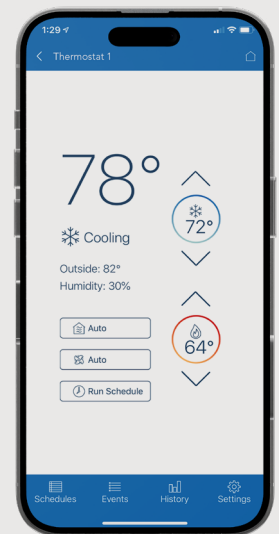 1:29
Thermostat 1
78°
Cooling
Outside: 82°
Humidity: 30%
72°
64°
Auto
Auto
Run Schedule
Schedules
Events
History
Settings